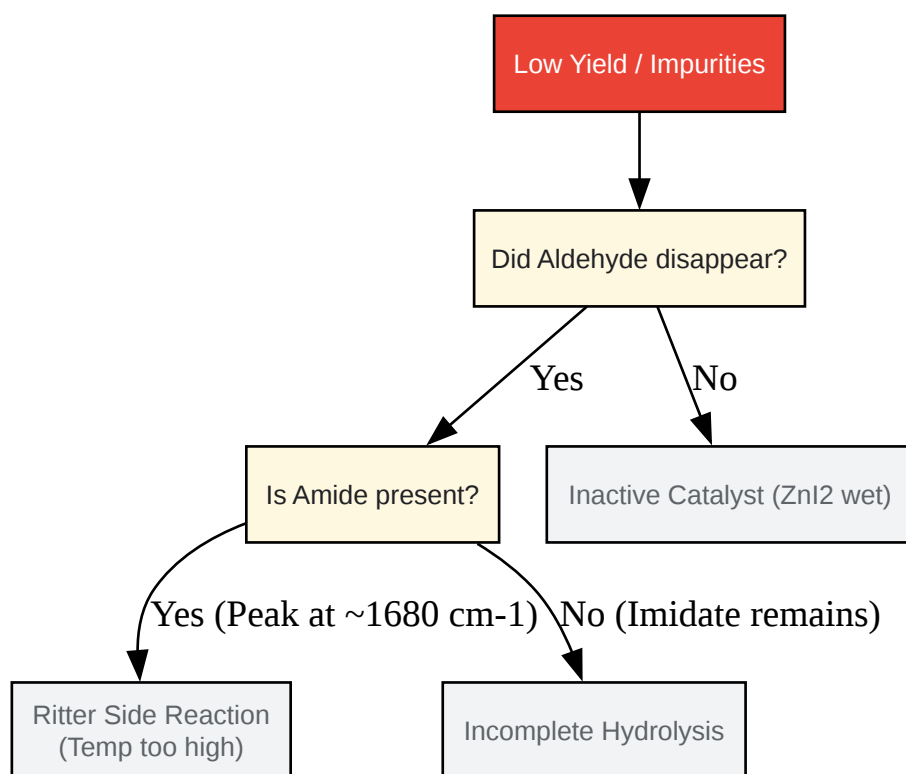 Low Yield / Impurities
Did Aldehyde disappear?
Yes
No
Is Amide present?
Inactive Catalyst (ZnI2 wet)
Yes (Peak at ~1680 cm-1)
No (Imidate remains)
Ritter Side Reaction
(Temp too high)
Incomplete Hydrolysis